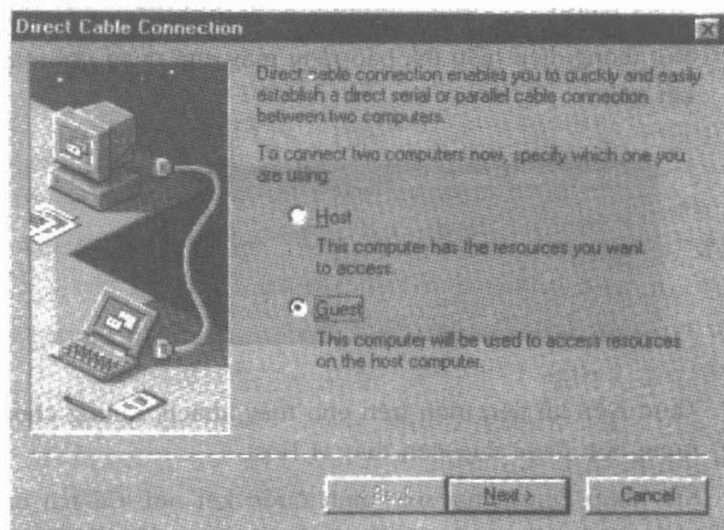 Direct Cable Connection
Direct cable connection enables you to quickly and easily
establish a direct serial or parallel cable connection
between two computers.
To connect two computers now, specify which one you
are using:
Host
This computer has the resources you want
to access.
Guest
This computer will be used to access resources
on the host computer.
< Back
Next >
Cancel